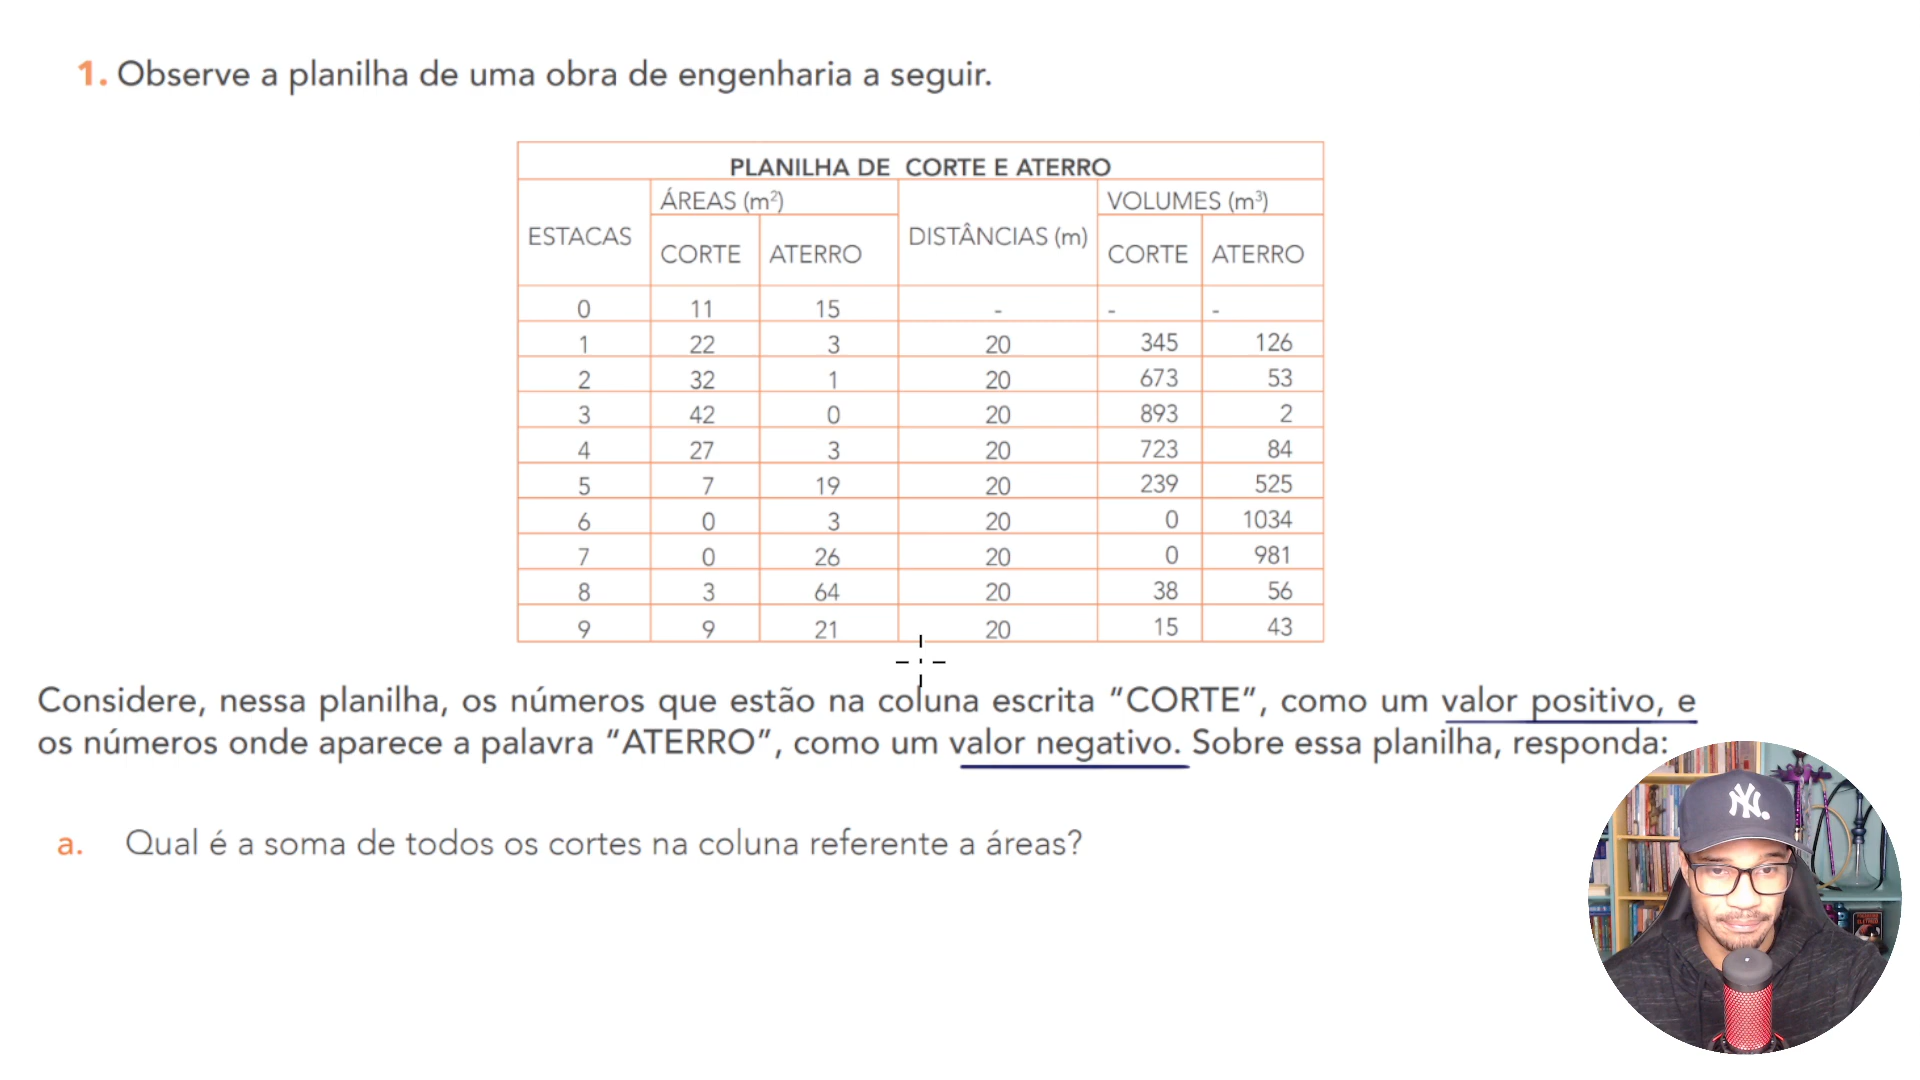 1. Observe a planilha de uma obra de engenharia a seguir.
PLANILHA DE CORTE E ATERRO
ESTACAS ÁREAS (m²) DISTÂNCIAS (m) VOLUMES (m³)
CORTE ATERRO CORTE ATERRO
0 11 15 - - -
1 22 3 20 345 126
2 32 1 20 673 53
3 42 0 20 893 2
4 27 3 20 723 84
5 7 19 20 239 525
6 0 3 20 0 1034
7 0 26 20 0 981
8 3 64 20 38 56
9 9 21 20 15 43
Considere, nessa planilha, os números que estão na coluna escrita “CORTE”, como um valor positivo, e
os números onde aparece a palavra “ATERRO”, como um valor negativo. Sobre essa planilha, responda:
a. Qual é a soma de todos os cortes na coluna referente a áreas?
NY